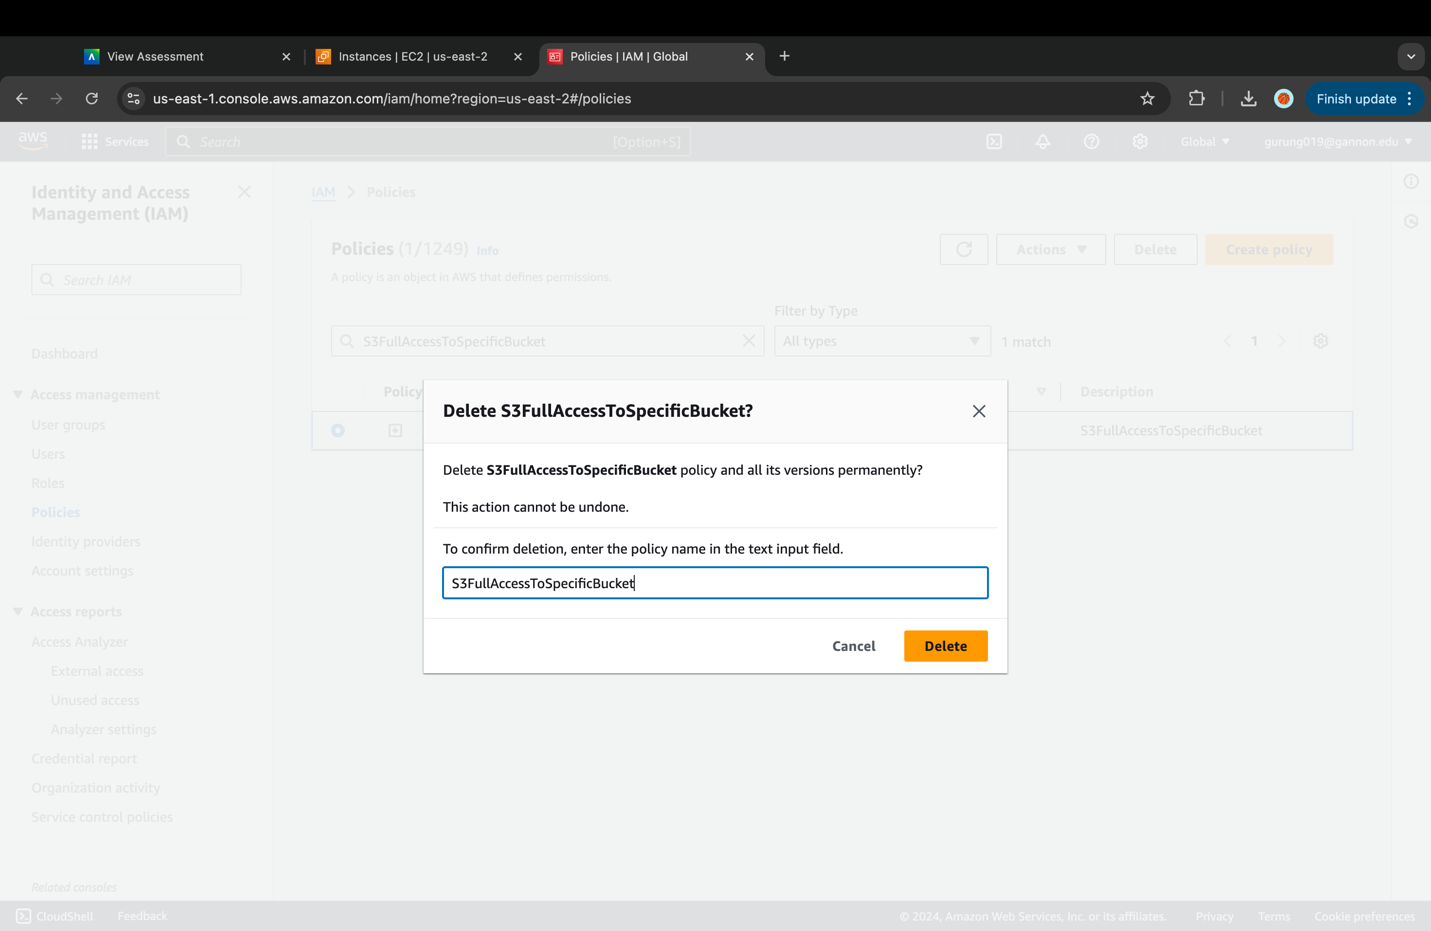 View Assessment
Instances | EC2 | us-east-2
Policies | IAM | Global
us-east-1.console.aws.amazon.com/iam/home?region=us-east-2#/policies
Finish update
aws
Services
Search
[Option+S]
Global
gurung019@gannon.edu
Identity and Access
Management (IAM)
Search IAM
Dashboard
Access management
User groups
Users
Roles
Policies
Identity providers
Account settings
Access reports
Access Analyzer
External access
Unused access
Analyzer settings
Credential report
Organization activity
Service control policies
Related consoles
IAM > Policies
Policies (1/1249) Info
A policy is an object in AWS that defines permissions.
Actions
Delete
Create policy
Filter by Type
S3FullAccessToSpecificBucket
All types
1 match
1
Policy
Description
S3FullAccessToSpecificBucket
Delete S3FullAccessToSpecificBucket?
Delete S3FullAccessToSpecificBucket policy and all its versions permanently?
This action cannot be undone.
To confirm deletion, enter the policy name in the text input field.
S3FullAccessToSpecificBucket
Cancel
Delete
CloudShell
Feedback
© 2024, Amazon Web Services, Inc. or its affiliates.
Privacy
Terms
Cookie preferences